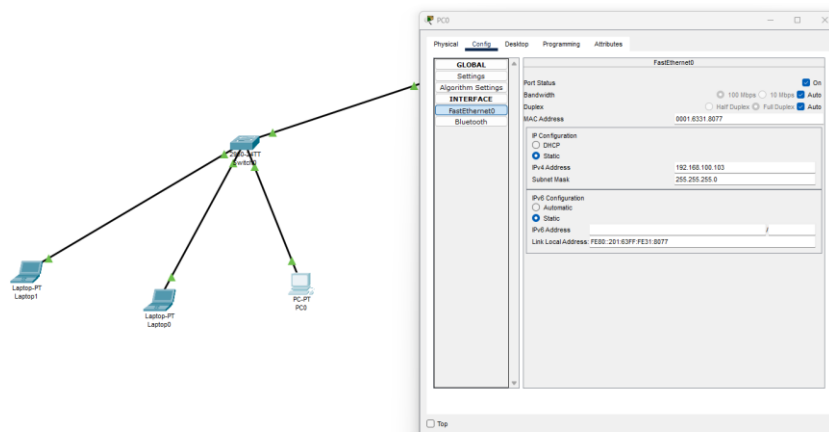 PC0
Physical Config Desktop Programming Attributes
GLOBAL
Settings
Algorithm Settings
INTERFACE
FastEthernet0
Bluetooth
FastEthernet0
Port Status On
Bandwidth 100 Mbps 10 Mbps Auto
Duplex Half Duplex Full Duplex Auto
MAC Address 0001.6331.8077
IP Configuration
DHCP
Static
IPv4 Address 192.168.100.103
Subnet Mask 255.255.255.0
IPv6 Configuration
Automatic
Static
IPv6 Address /
Link Local Address: FE80::201:63FF:FE31:8077
Top
Laptop-PT
Laptop1
Laptop-PT
Laptop0
PC-PT
PC0